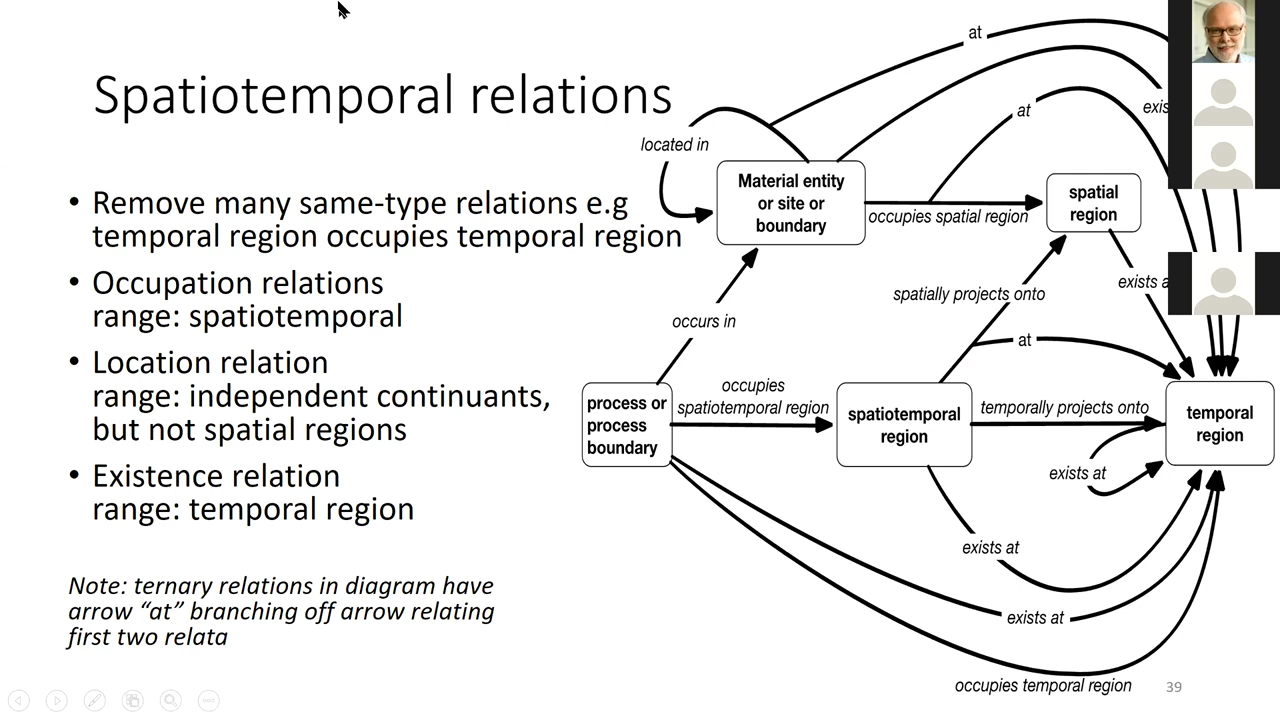 Spatiotemporal relations
• Remove many same-type relations e.g
temporal region occupies temporal region
• Occupation relations
range: spatiotemporal
• Location relation
range: independent continuants,
but not spatial regions
• Existence relation
range: temporal region
Note: ternary relations in diagram have
arrow “at” branching off arrow relating
first two relata
at
exis
at
located in
Material entity
or site or
boundary
occupies spatial region
spatial
region
spatially projects onto
exists a
occurs in
at
process or
process
boundary
occupies
spatiotemporal region
spatiotemporal
region
temporally projects onto
temporal
region
exists at
exists at
exists at
occupies temporal region
39